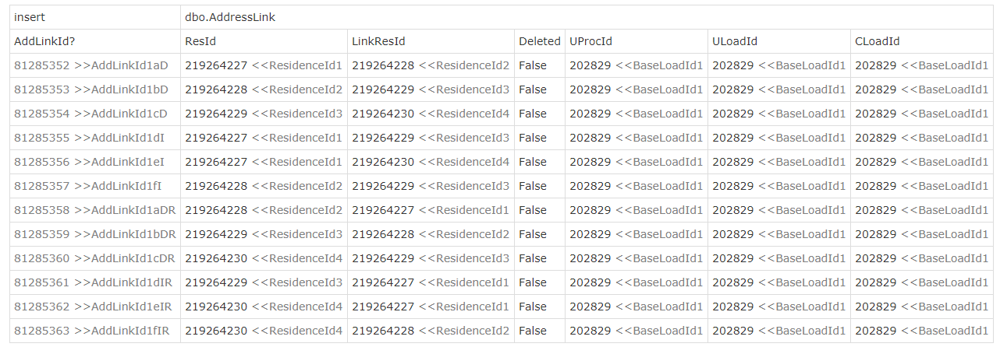 insert dbo.AddressLink
AddLinkId? ResId LinkResId Deleted UProcId ULoadId CLoadId
81285352 >>AddLinkId1aD 219264227 <<ResidenceId1 219264228 <<ResidenceId2 False 202829 <<BaseLoadId1 202829 <<BaseLoadId1 202829 <<BaseLoadId1
81285353 >>AddLinkId1bD 219264228 <<ResidenceId2 219264229 <<ResidenceId3 False 202829 <<BaseLoadId1 202829 <<BaseLoadId1 202829 <<BaseLoadId1
81285354 >>AddLinkId1cD 219264229 <<ResidenceId3 219264230 <<ResidenceId4 False 202829 <<BaseLoadId1 202829 <<BaseLoadId1 202829 <<BaseLoadId1
81285355 >>AddLinkId1dI 219264227 <<ResidenceId1 219264229 <<ResidenceId3 False 202829 <<BaseLoadId1 202829 <<BaseLoadId1 202829 <<BaseLoadId1
81285356 >>AddLinkId1eI 219264227 <<ResidenceId1 219264230 <<ResidenceId4 False 202829 <<BaseLoadId1 202829 <<BaseLoadId1 202829 <<BaseLoadId1
81285357 >>AddLinkId1fI 219264228 <<ResidenceId2 219264229 <<ResidenceId3 False 202829 <<BaseLoadId1 202829 <<BaseLoadId1 202829 <<BaseLoadId1
81285358 >>AddLinkId1aDR 219264228 <<ResidenceId2 219264227 <<ResidenceId1 False 202829 <<BaseLoadId1 202829 <<BaseLoadId1 202829 <<BaseLoadId1
81285359 >>AddLinkId1bDR 219264229 <<ResidenceId3 219264228 <<ResidenceId2 False 202829 <<BaseLoadId1 202829 <<BaseLoadId1 202829 <<BaseLoadId1
81285360 >>AddLinkId1cDR 219264230 <<ResidenceId4 219264229 <<ResidenceId3 False 202829 <<BaseLoadId1 202829 <<BaseLoadId1 202829 <<BaseLoadId1
81285361 >>AddLinkId1dIR 219264229 <<ResidenceId3 219264227 <<ResidenceId1 False 202829 <<BaseLoadId1 202829 <<BaseLoadId1 202829 <<BaseLoadId1
81285362 >>AddLinkId1eIR 219264230 <<ResidenceId4 219264227 <<ResidenceId1 False 202829 <<BaseLoadId1 202829 <<BaseLoadId1 202829 <<BaseLoadId1
81285363 >>AddLinkId1fIR 219264230 <<ResidenceId4 219264228 <<ResidenceId2 False 202829 <<BaseLoadId1 202829 <<BaseLoadId1 202829 <<BaseLoadId1